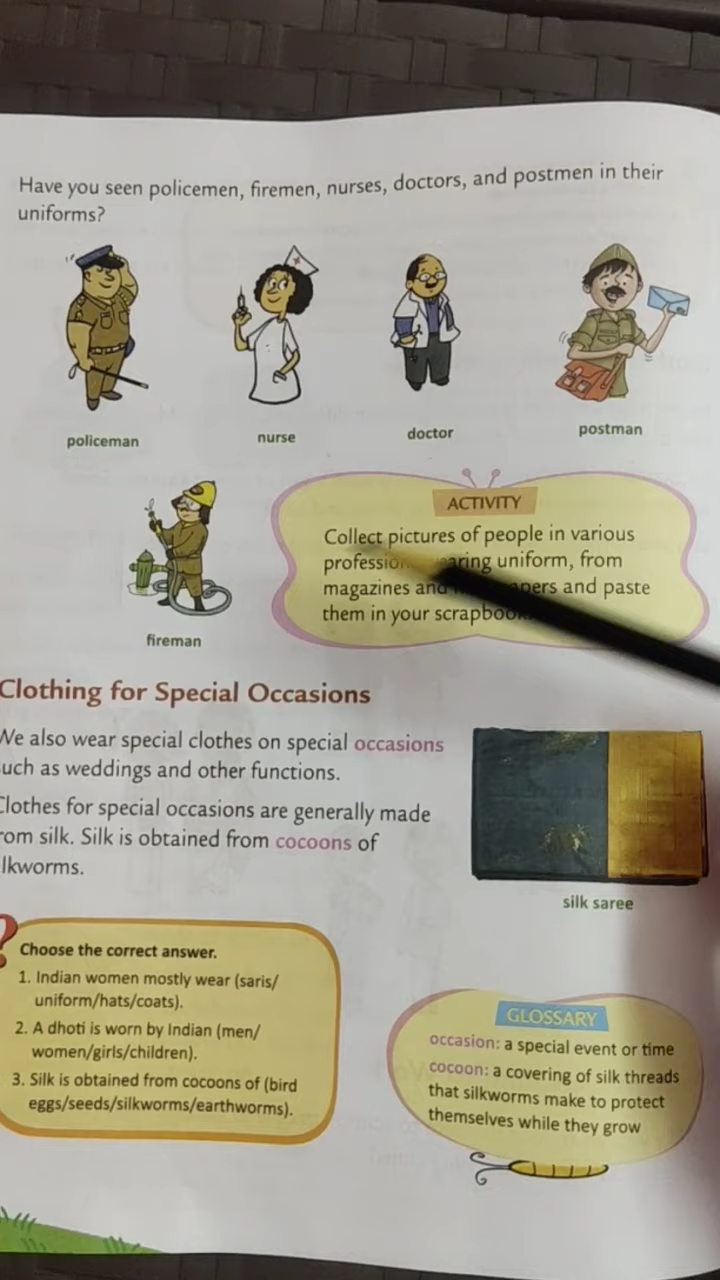 Have you seen policemen, firemen, nurses, doctors, and postmen in their
uniforms?
policeman
nurse
doctor
postman
fireman
ACTIVITY
Collect pictures of people in various
uniform, from
magazines and and paste
them in your
Clothing for Special Occasions
We also wear special clothes on special occasions
such as weddings and other functions.
Clothes for special occasions are generally made
from silk. Silk is obtained from cocoons of
silkworms.
silk saree
?
Choose the correct answer.
1. Indian women mostly wear (saris/
uniform/hats/coats).
2. A dhoti is worn by Indian (men/
women/girls/children).
3. Silk is obtained from cocoons of (bird
eggs/seeds/silkworms/earthworms).
GLOSSARY
occasion: a special event or time
cocoon: a covering of silk threads
that silkworms make to protect
themselves while they grow